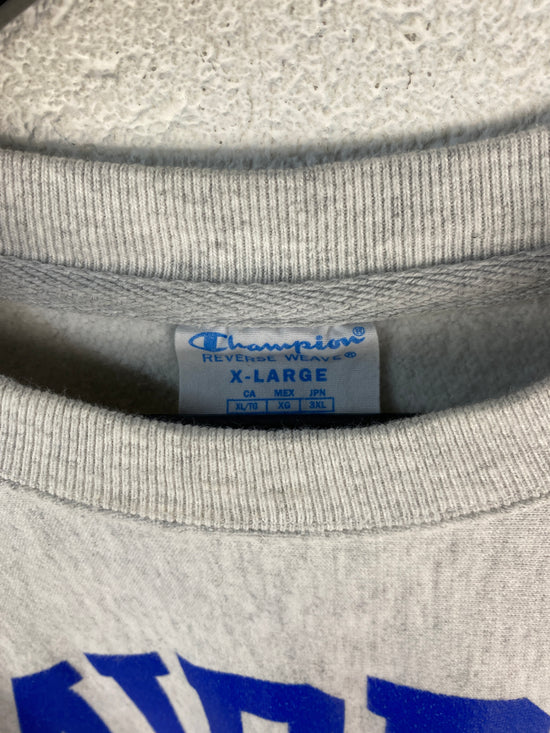 Champion®
REVERSE WEAVE®
X-LARGE
CA MEX JPN
XL/TG XG 3XL